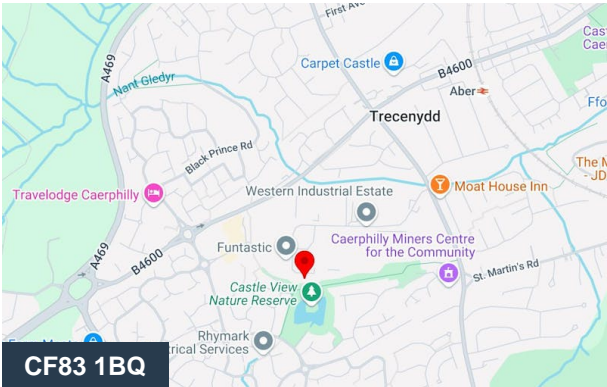 First Ave
Carpet Castle
B4600
Aber
A469
Nant Gledyr
Trecenydd
Black Prince Rd
Travelodge Caerphilly
Western Industrial Estate
Moat House Inn
Funtastic
Caerphilly Miners Centre
for the Community
A469
B4600
St. Martin's Rd
Castle View
Nature Reserve
Rhymark
trical Services
CF83 1BQ